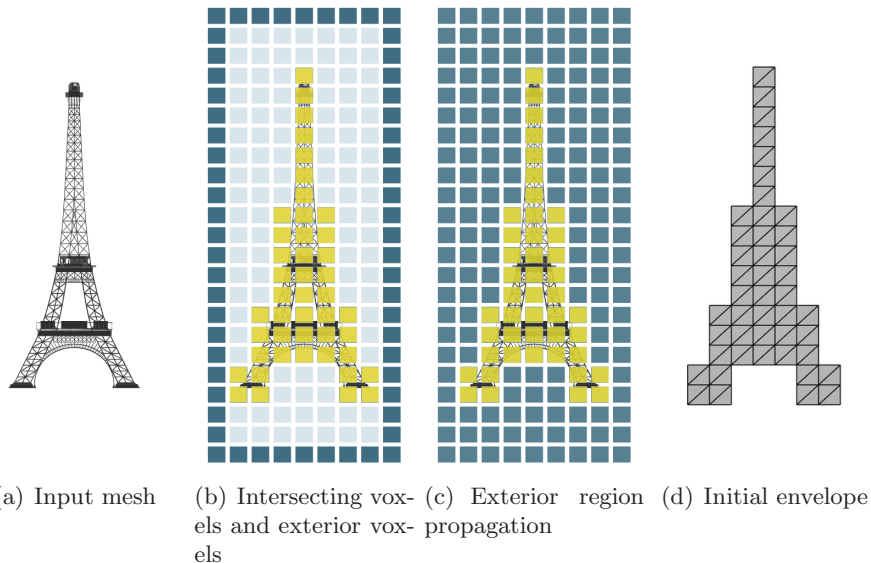 a) Input mesh
(b) Intersecting vox-
els and exterior vox-
els
(c) Exterior region
propagation
(d) Initial envelope